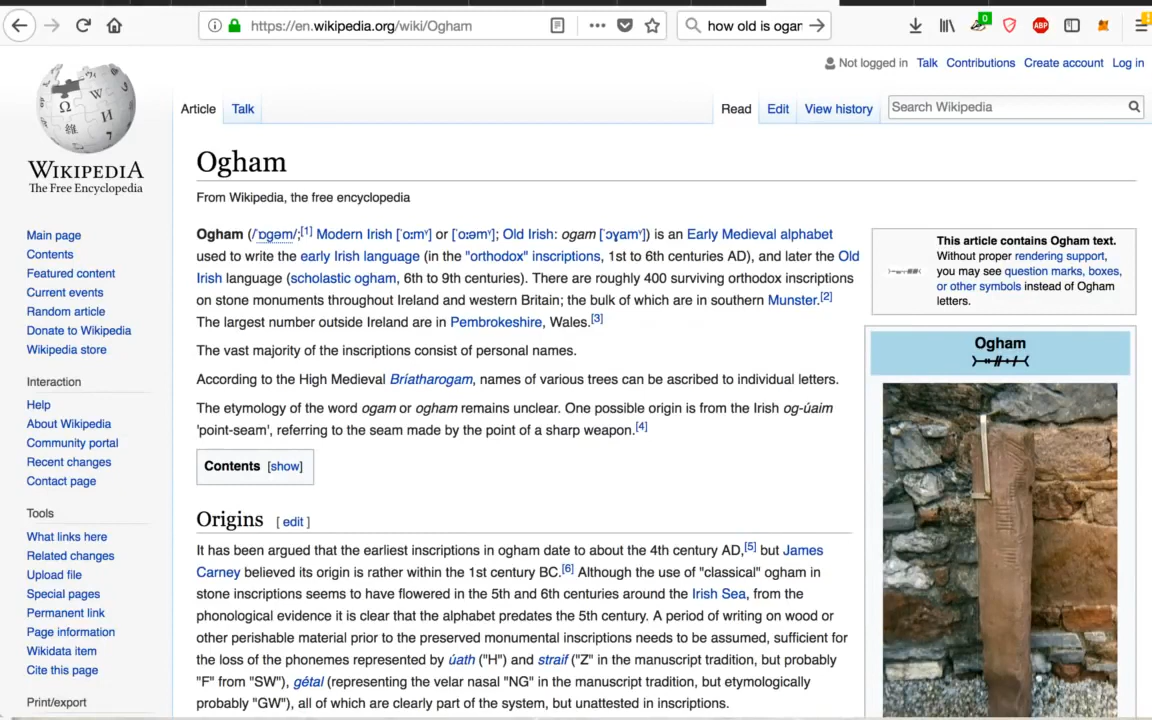 https://en.wikipedia.org/wiki/Ogham
how old is ogar
0
ABP
Not logged in Talk Contributions Create account Log in
Article Talk Read Edit View history Search Wikipedia
WIKIPEDIA
The Free Encyclopedia
Main page
Contents
Featured content
Current events
Random article
Donate to Wikipedia
Wikipedia store
Interaction
Help
About Wikipedia
Community portal
Recent changes
Contact page
Tools
What links here
Related changes
Upload file
Special pages
Permanent link
Page information
Wikidata item
Cite this page
Print/export
Ogham
From Wikipedia, the free encyclopedia
Ogham (/ˈɒɡəm/;[1] Modern Irish [ˈoːmˠ] or [ˈoːəmˠ]; Old Irish: ogam [ˈɔɣamˠ]) is an Early Medieval alphabet
used to write the early Irish language (in the "orthodox" inscriptions, 1st to 6th centuries AD), and later the Old
Irish language (scholastic ogham, 6th to 9th centuries). There are roughly 400 surviving orthodox inscriptions
on stone monuments throughout Ireland and western Britain; the bulk of which are in southern Munster.[2]
The largest number outside Ireland are in Pembrokeshire, Wales.[3]
The vast majority of the inscriptions consist of personal names.
According to the High Medieval Bríatharogam, names of various trees can be ascribed to individual letters.
The etymology of the word ogam or ogham remains unclear. One possible origin is from the Irish og-úaim
'point-seam', referring to the seam made by the point of a sharp weapon.[4]
Contents [show]
Origins [ edit ]
It has been argued that the earliest inscriptions in ogham date to about the 4th century AD,[5] but James
Carney believed its origin is rather within the 1st century BC.[6] Although the use of "classical" ogham in
stone inscriptions seems to have flowered in the 5th and 6th centuries around the Irish Sea, from the
phonological evidence it is clear that the alphabet predates the 5th century. A period of writing on wood or
other perishable material prior to the preserved monumental inscriptions needs to be assumed, sufficient for
the loss of the phonemes represented by úath ("H") and straif ("Z" in the manuscript tradition, but probably
"F" from "SW"), gétal (representing the velar nasal "NG" in the manuscript tradition, but etymologically
probably "GW"), all of which are clearly part of the system, but unattested in inscriptions.
This article contains Ogham text.
Without proper rendering support,
you may see question marks, boxes,
or other symbols instead of Ogham
letters.
Ogham